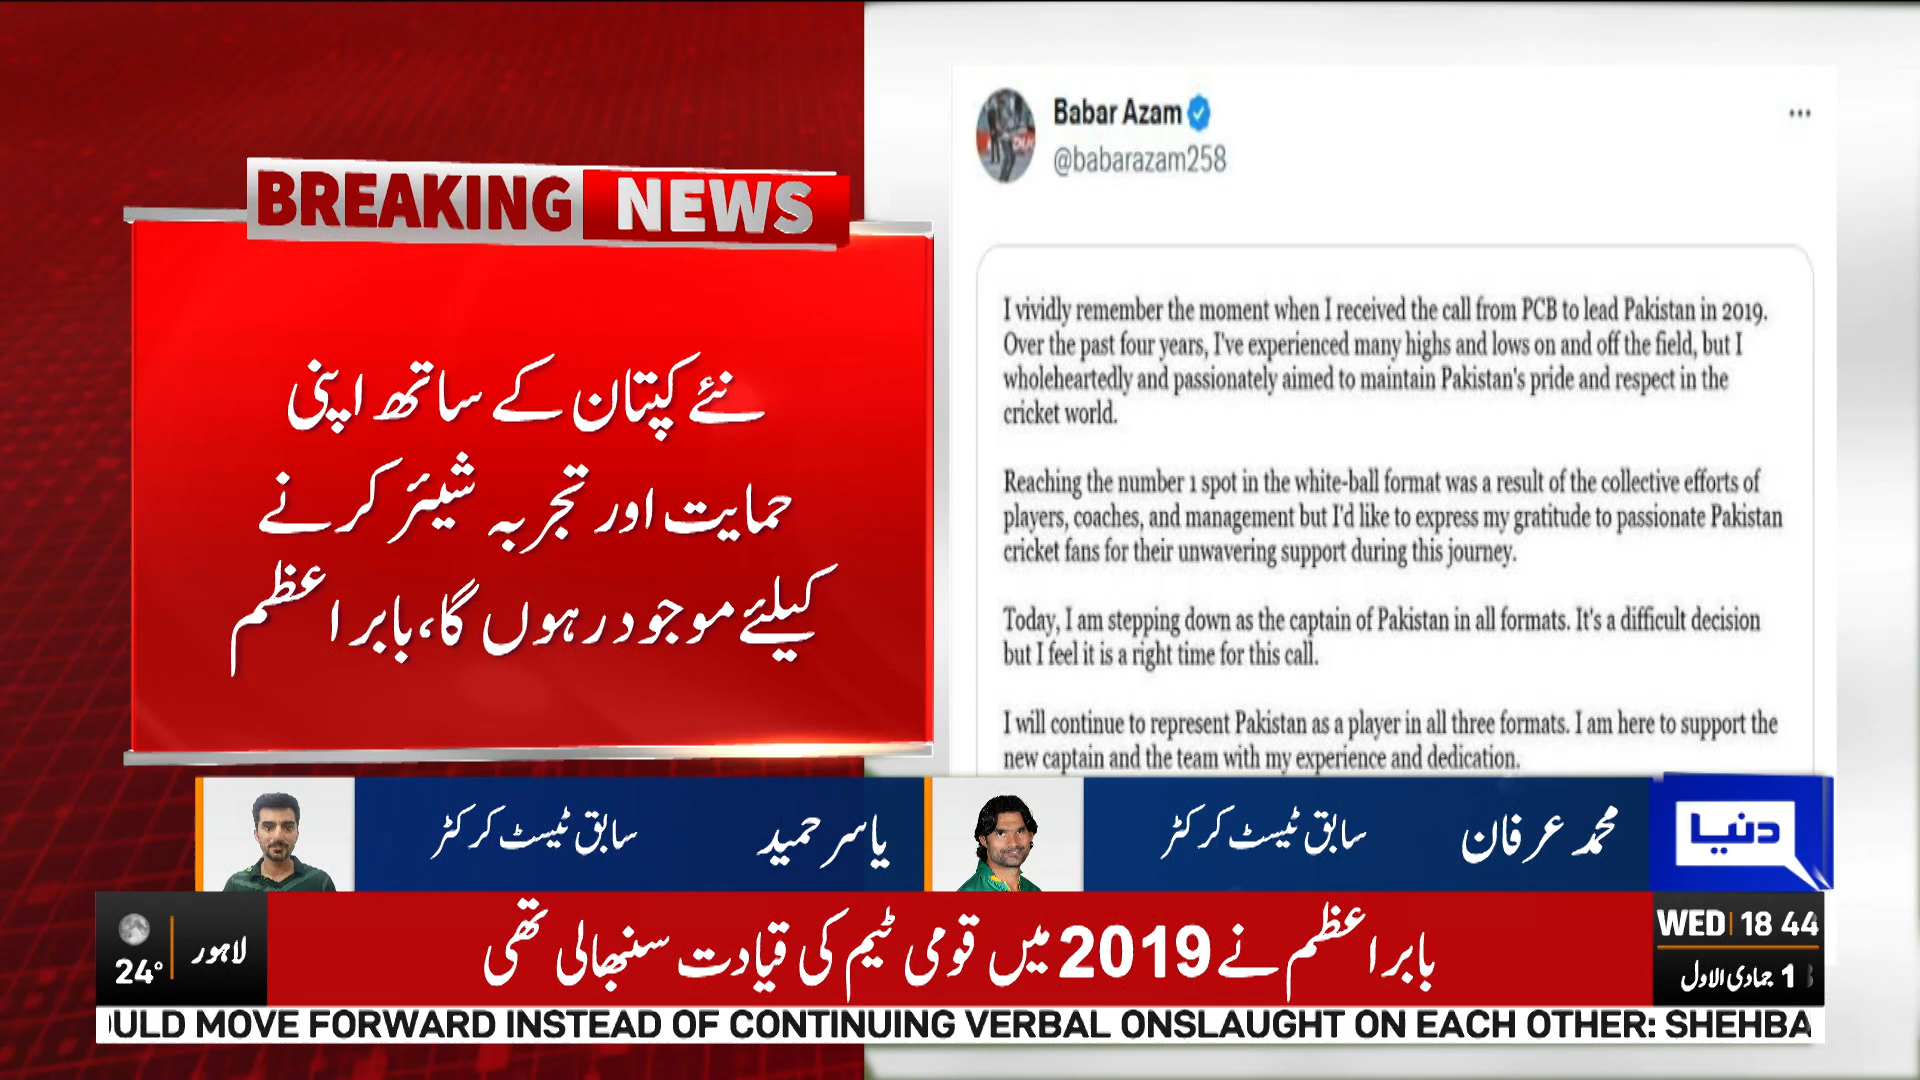 BREAKING NEWS
نئے کپتان کے ساتھ اپنی
حمایت اور تجربہ شیئر کرنے
کیلئے موجود رہوں گا، بابر اعظم
Babar Azam
@babarazam258
I vividly remember the moment when I received the call from PCB to lead Pakistan in 2019.
Over the past four years, I've experienced many highs and lows on and off the field, but I
wholeheartedly and passionately aimed to maintain Pakistan's pride and respect in the
cricket world.
Reaching the number 1 spot in the white-ball format was a result of the collective efforts of
players, coaches, and management but I'd like to express my gratitude to passionate Pakistan
cricket fans for their unwavering support during this journey.
Today, I am stepping down as the captain of Pakistan in all formats. It's a difficult decision
but I feel it is a right time for this call.
I will continue to represent Pakistan as a player in all three formats. I am here to support the
new captain and the team with my experience and dedication.
محمد عرفان سابق ٹیسٹ کرکٹر
یاسر حمید سابق ٹیسٹ کرکٹر
دنیا
بابر اعظم نے 2019 میں قومی ٹیم کی قیادت سنبھالی تھی
لاہور
24°
WED 18 44
1 جمادی الاول
ULD MOVE FORWARD INSTEAD OF CONTINUING VERBAL ONSLAUGHT ON EACH OTHER: SHEHBA